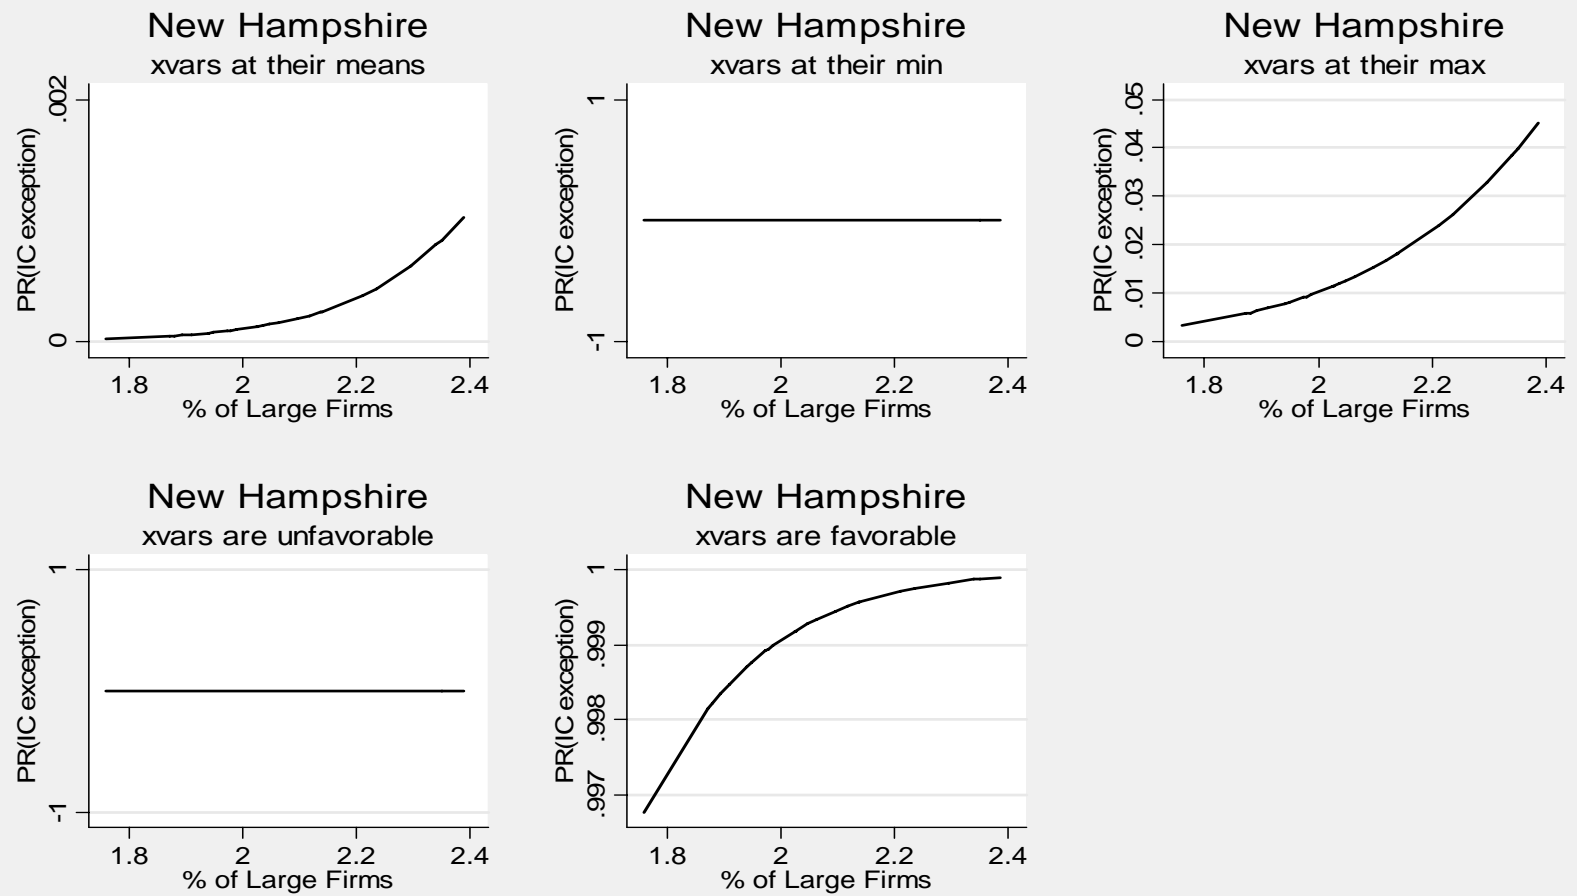 New Hampshire
xvars at their means
PR(IC exception)
.002
0
1.8 2 2.2 2.4
% of Large Firms
New Hampshire
xvars at their min
PR(IC exception)
1
-1
1.8 2 2.2 2.4
% of Large Firms
New Hampshire
xvars at their max
PR(IC exception)
.05
.04
.03
.02
.01
0
1.8 2 2.2 2.4
% of Large Firms
New Hampshire
xvars are unfavorable
PR(IC exception)
1
-1
1.8 2 2.2 2.4
% of Large Firms
New Hampshire
xvars are favorable
PR(IC exception)
1
.999
.998
.997
1.8 2 2.2 2.4
% of Large Firms